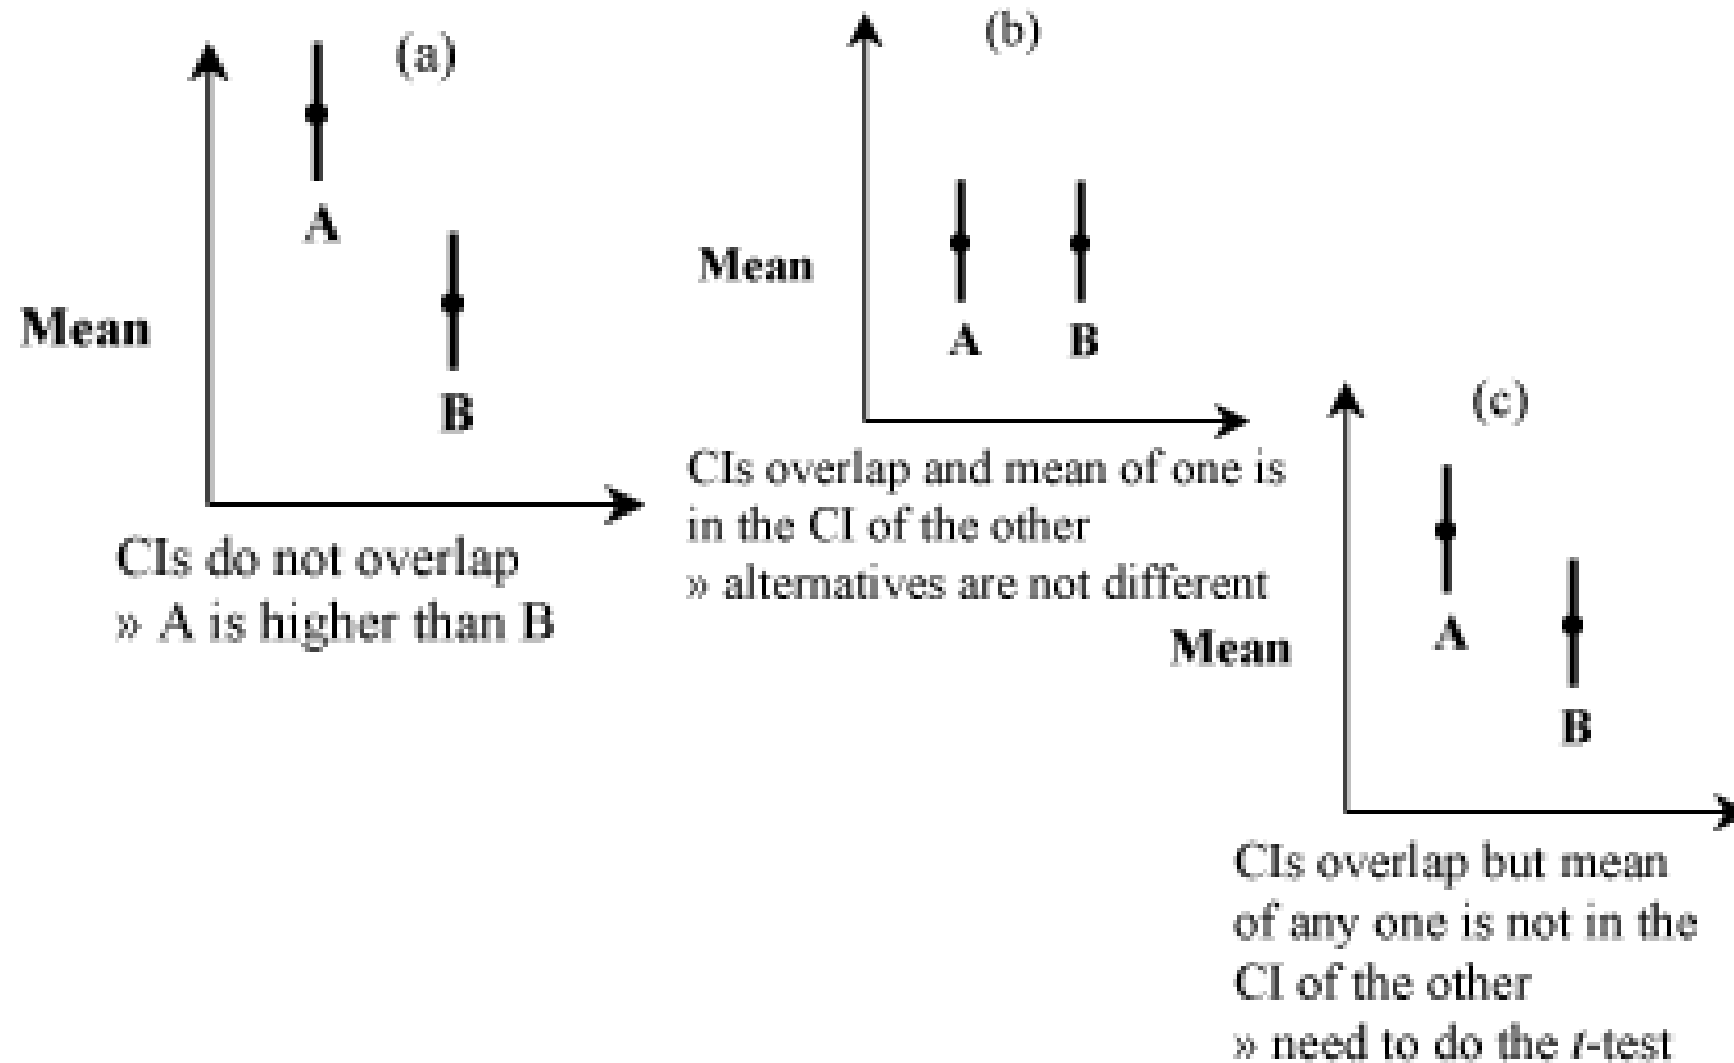 (a)
A
B
Mean
CIs do not overlap
» A is higher than B
(b)
Mean
A
B
CIs overlap and mean of one is
in the CI of the other
» alternatives are not different
(c)
A
B
Mean
CIs overlap but mean
of any one is not in the
CI of the other
» need to do the t-test